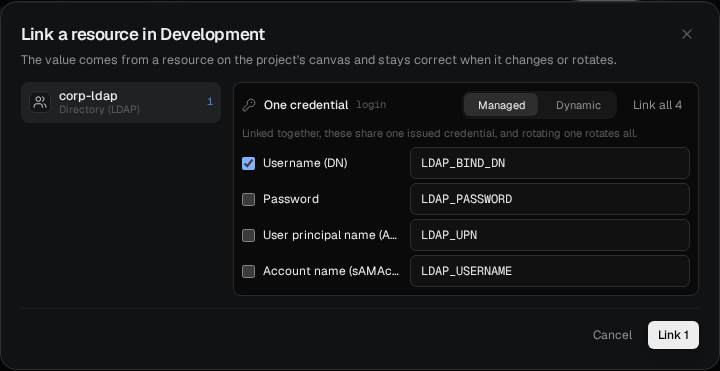 Link a resource in Development
The value comes from a resource on the project's canvas and stays correct when it changes or rotates.
corp-ldap
Directory (LDAP)
1
One credential login
Managed
Dynamic
Link all 4
Linked together, these share one issued credential, and rotating one rotates all.
Username (DN)
LDAP_BIND_DN
Password
LDAP_PASSWORD
User principal name (A...
LDAP_UPN
Account name (sAMAc...
LDAP_USERNAME
Cancel
Link 1